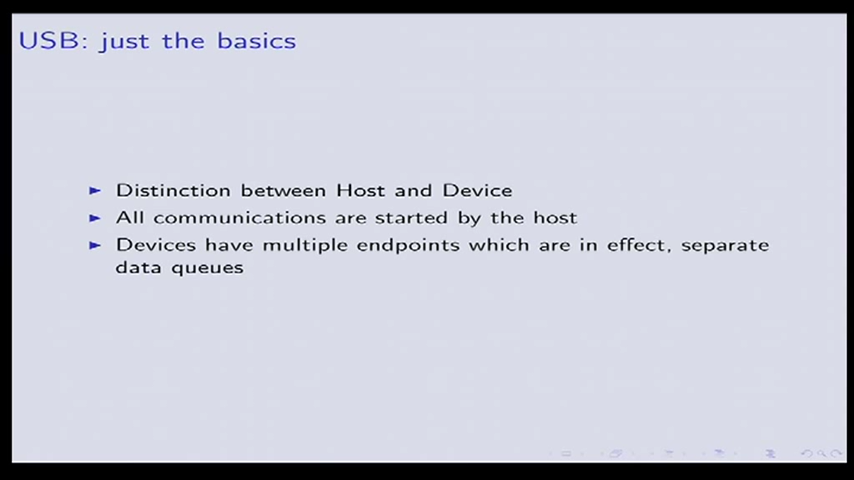 USB: just the basics
Distinction between Host and Device
All communications are started by the host
Devices have multiple endpoints which are in effect, separate
data queues